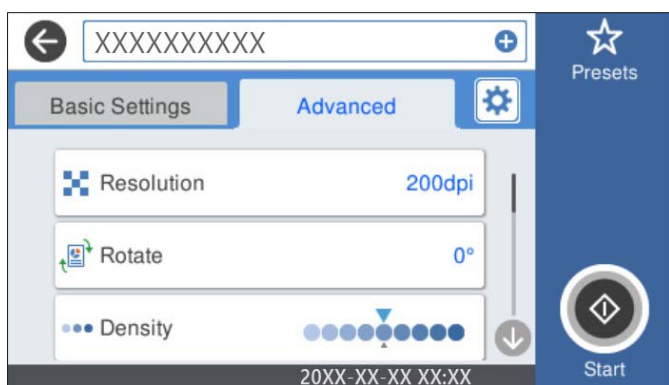 XXXXXXXXXX
Presets
Basic Settings
Advanced
Resolution
200dpi
Rotate
0°
Density
Start
20XX-XX-XX XX:XX